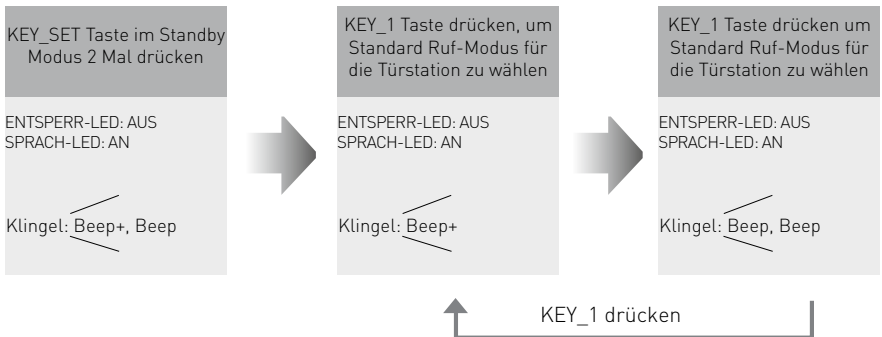 KEY_SET Taste im Standby
Modus 2 Mal drücken
ENTSPERR-LED: AUS
SPRACH-LED: AN
Klingel: Beep+, Beep
KEY_1 Taste drücken, um
Standard Ruf-Modus für
die Türstation zu wählen
ENTSPERR-LED: AUS
SPRACH-LED: AN
Klingel: Beep+
KEY_1 Taste drücken um
Standard Ruf-Modus für
die Türstation zu wählen
ENTSPERR-LED: AUS
SPRACH-LED: AN
Klingel: Beep, Beep
KEY_1 drücken